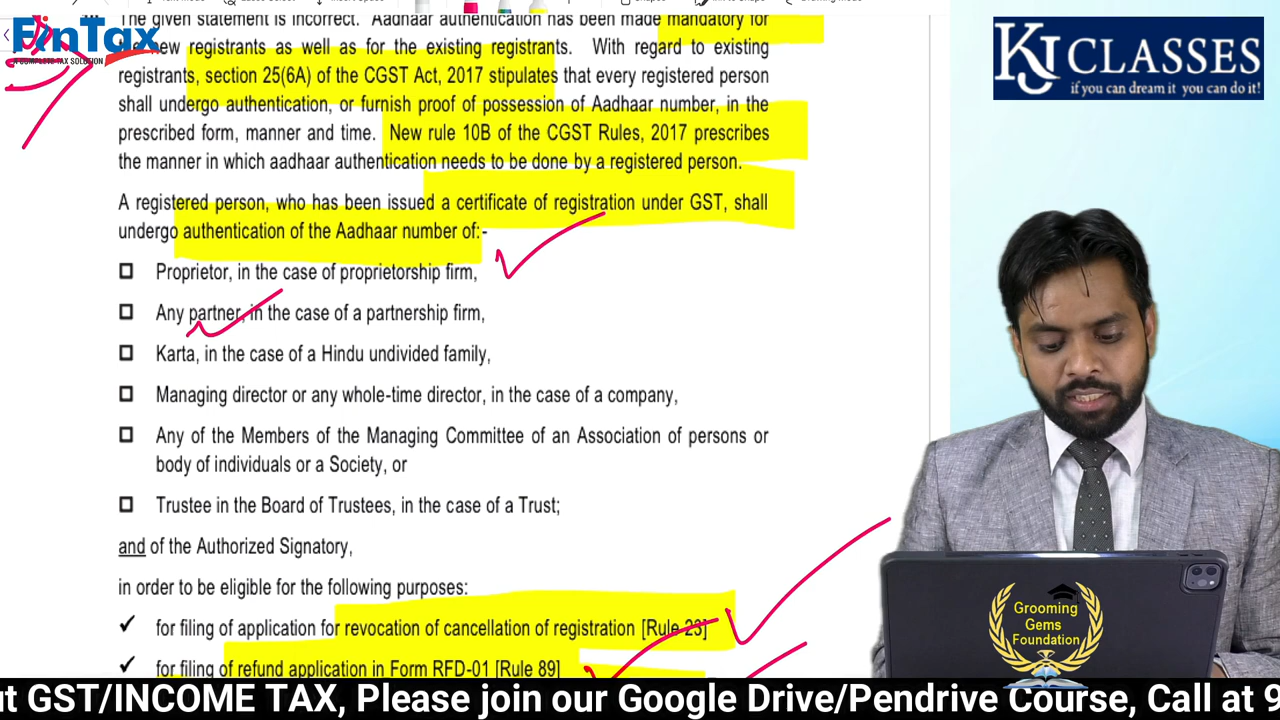 The given statement is incorrect. Aadhaar authentication has been made mandatory for
new registrants as well as for the existing registrants. With regard to existing
registrants, section 25(6A) of the CGST Act, 2017 stipulates that every registered person
shall undergo authentication, or furnish proof of possession of Aadhaar number, in the
prescribed form, manner and time. New rule 10B of the CGST Rules, 2017 prescribes
the manner in which aadhaar authentication needs to be done by a registered person.
A registered person, who has been issued a certificate of registration under GST, shall
undergo authentication of the Aadhaar number of:-
Proprietor, in the case of proprietorship firm,
Any partner, in the case of a partnership firm,
Karta, in the case of a Hindu undivided family,
Managing director or any whole-time director, in the case of a company,
Any of the Members of the Managing Committee of an Association of persons or
body of individuals or a Society, or
Trustee in the Board of Trustees, in the case of a Trust;
and of the Authorized Signatory,
in order to be eligible for the following purposes:
✓ for filing of application for revocation of cancellation of registration [Rule 23]
✓ for filing of refund application in Form RFD-01 [Rule 89]
FinTax
A COMPLETE TAX SOLUTION
KJ CLASSES
if you can dream it you can do it!
Grooming
Gems
Foundation
GST/INCOME TAX, Please join our Google Drive/Pendrive Course, Call at 9